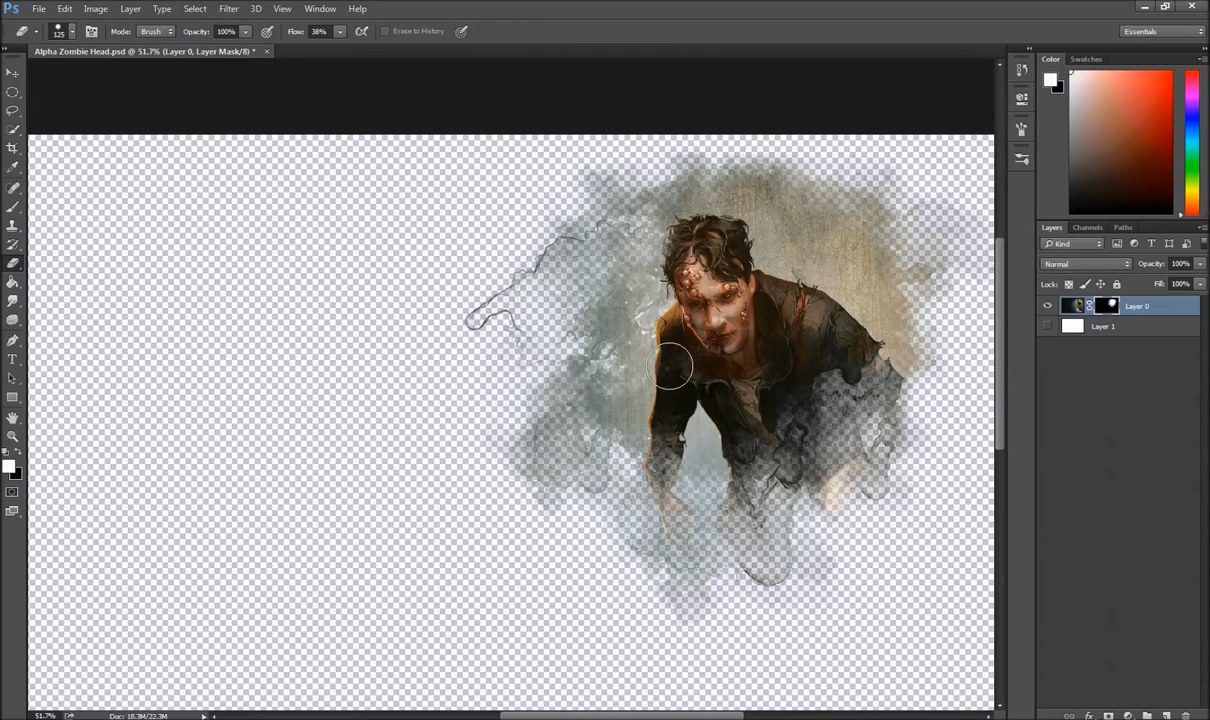 Ps File Edit Image Layer Type Select Filter 3D View Window Help
125 Mode: Brush Opacity: 100% Flow: 38% Erase to History Essentials
Alpha Zombie Head.psd @ 51.7% (Layer 0, Layer Mask/8) * ×
Color Swatches
Layers Channels Paths
Kind
Normal Opacity: 100%
Lock: Fill: 100%
Layer 0
Layer 1
51.7% Doc: 18.3M/22.3M